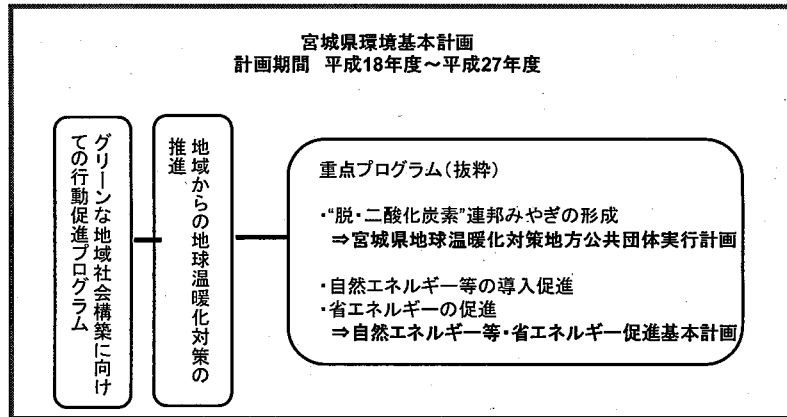 宮城県環境基本計画
計画期間 平成18年度～平成27年度
グリーンな地域社会構築に向け
ての行動促進プログラム
地域からの地球温暖化対策の
推進
重点プログラム(抜粋)
・“脱・二酸化炭素”連邦みやぎの形成
⇒宮城県地球温暖化対策地方公共団体実行計画
・自然エネルギー等の導入促進
・省エネルギーの促進
⇒自然エネルギー等・省エネルギー促進基本計画